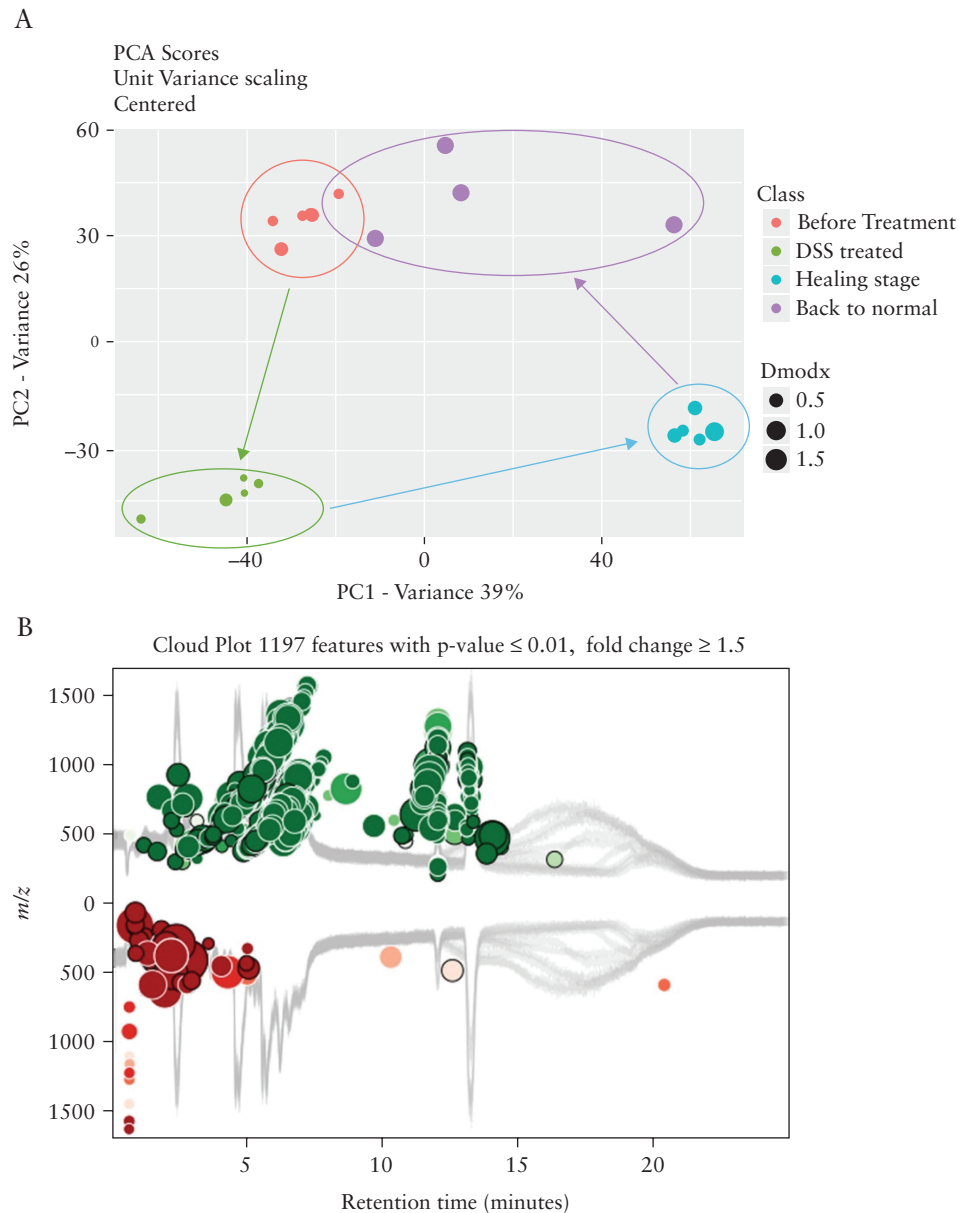 A
PCA Scores
Unit Variance scaling
Centered
60
30
0
−30
PC2 - Variance 26%
−40
0
40
PC1 - Variance 39%
Class
Before Treatment
DSS treated
Healing stage
Back to normal
Dmodx
0.5
1.0
1.5
B
Cloud Plot 1197 features with p-value ≤ 0.01, fold change ≥ 1.5
1500
1000
500
0
500
1000
1500
m/z
5
10
15
20
Retention time (minutes)